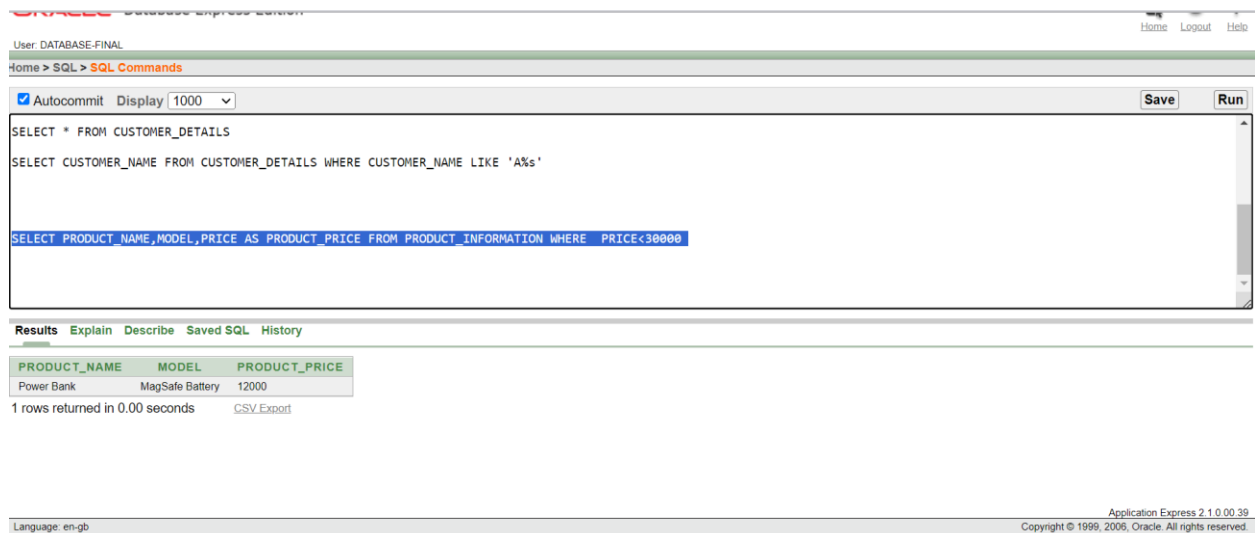 ORACLE Database Express Edition
Home Logout Help
User: DATABASE-FINAL
Home > SQL > SQL Commands
Autocommit Display 1000 Save Run
SELECT * FROM CUSTOMER_DETAILS
SELECT CUSTOMER_NAME FROM CUSTOMER_DETAILS WHERE CUSTOMER_NAME LIKE 'A%s'
SELECT PRODUCT_NAME,MODEL,PRICE AS PRODUCT_PRICE FROM PRODUCT_INFORMATION WHERE  PRICE<30000
Results Explain Describe Saved SQL History
PRODUCT_NAME MODEL PRODUCT_PRICE
Power Bank MagSafe Battery 12000
1 rows returned in 0.00 seconds CSV Export
Application Express 2.1.0.00.39
Language: en-gb Copyright © 1999, 2006, Oracle. All rights reserved.